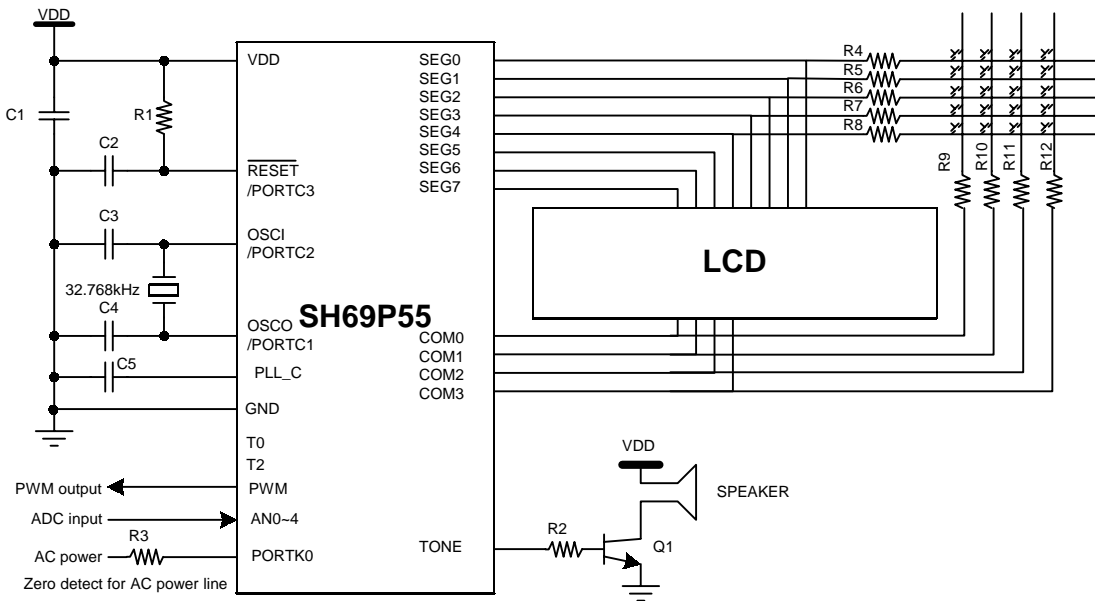 VDD
VDD
C1
R1
C2
RESET
/PORTC3
C3
OSCI
/PORTC2
32.768kHz
C4
OSCO
/PORTC1
C5
PLL_C
GND
T0
T2
PWM output
PWM
ADC input
AN0~4
R3
AC power
PORTK0
Zero detect for AC power line
SH69P55
SEG0
SEG1
SEG2
SEG3
SEG4
SEG5
SEG6
SEG7
COM0
COM1
COM2
COM3
TONE
R4
R5
R6
R7
R8
R9
R10
R11
R12
LCD
VDD
SPEAKER
R2
Q1